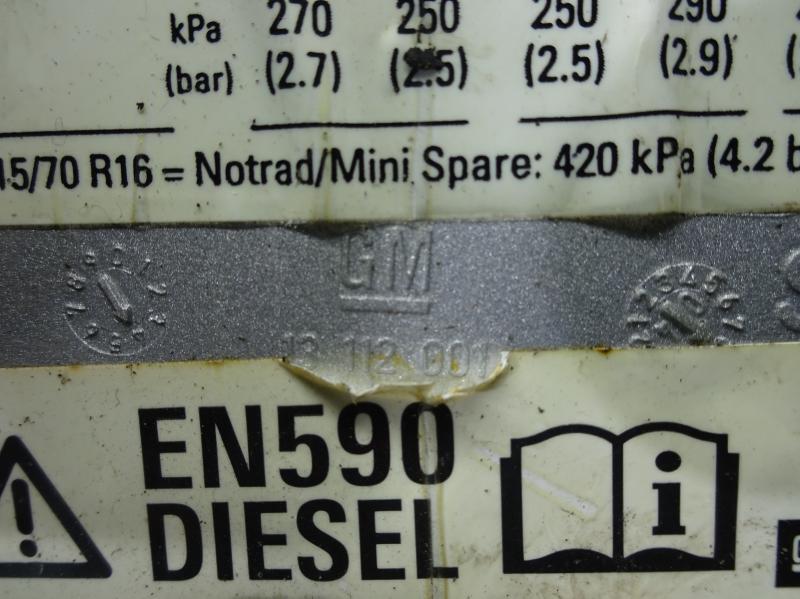 kPa 270 250 250 290
(bar) (2.7) (2.5) (2.5) (2.9)
15/70 R16 = Notrad/Mini Spare: 420 kPa (4.2 b
GM
13 112 001
EN590
DIESEL
i